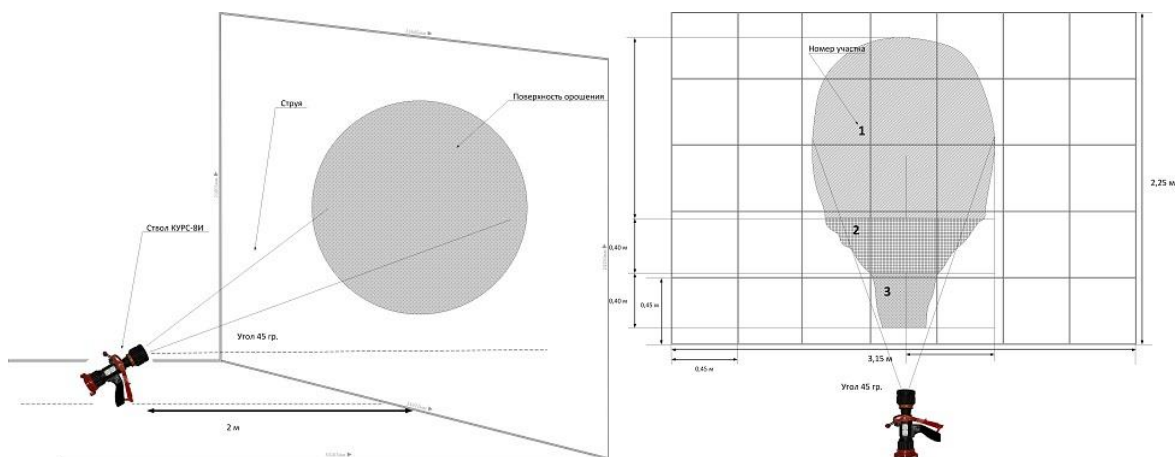 Поверхность орошения
Струя
Ствол КУРС-8И
Угол 45 гр.
2 м
Номер участка
1
2
3
2,25 м
0,40 м
0,40 м
0,45 м
3,15 м
0,45 м
Угол 45 гр.